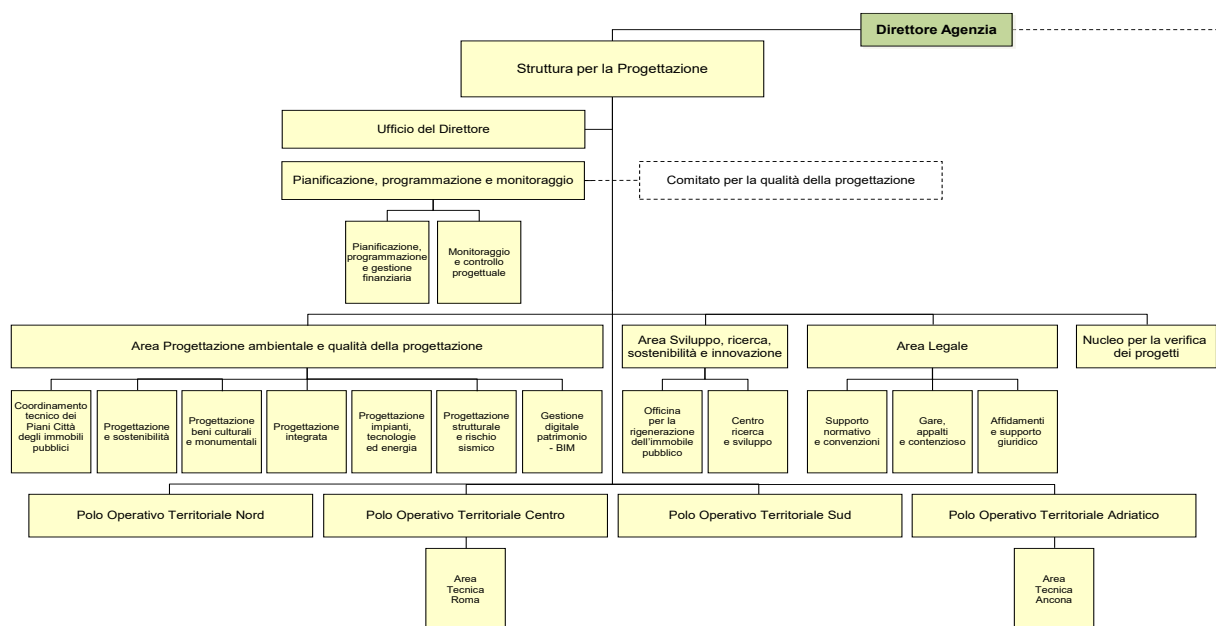 Direttore Agenzia
Struttura per la Progettazione
Ufficio del Direttore
Pianificazione, programmazione e monitoraggio
Comitato per la qualità della progettazione
Pianificazione,
programmazione
e gestione
finanziaria
Monitoraggio
e controllo
progettuale
Area Progettazione ambientale e qualità della progettazione
Area Sviluppo, ricerca,
sostenibilità e innovazione
Area Legale
Nucleo per la verifica
dei progetti
Coordinamento
tecnico dei
Piani Città
degli immobili
pubblici
Progettazione
e sostenibilità
Progettazione
beni culturali
e monumentali
Progettazione
integrata
Progettazione
impianti,
tecnologie
ed energia
Progettazione
strutturale
e rischio
sismico
Gestione
digitale
patrimonio
- BIM
Officina
per la
rigenerazione
dell'immobile
pubblico
Centro
ricerca
e sviluppo
Supporto
normativo
e convenzioni
Gare,
appalti
e contenzioso
Affidamenti
e supporto
giuridico
Polo Operativo Territoriale Nord
Polo Operativo Territoriale Centro
Polo Operativo Territoriale Sud
Polo Operativo Territoriale Adriatico
Area
Tecnica
Roma
Area
Tecnica
Ancona